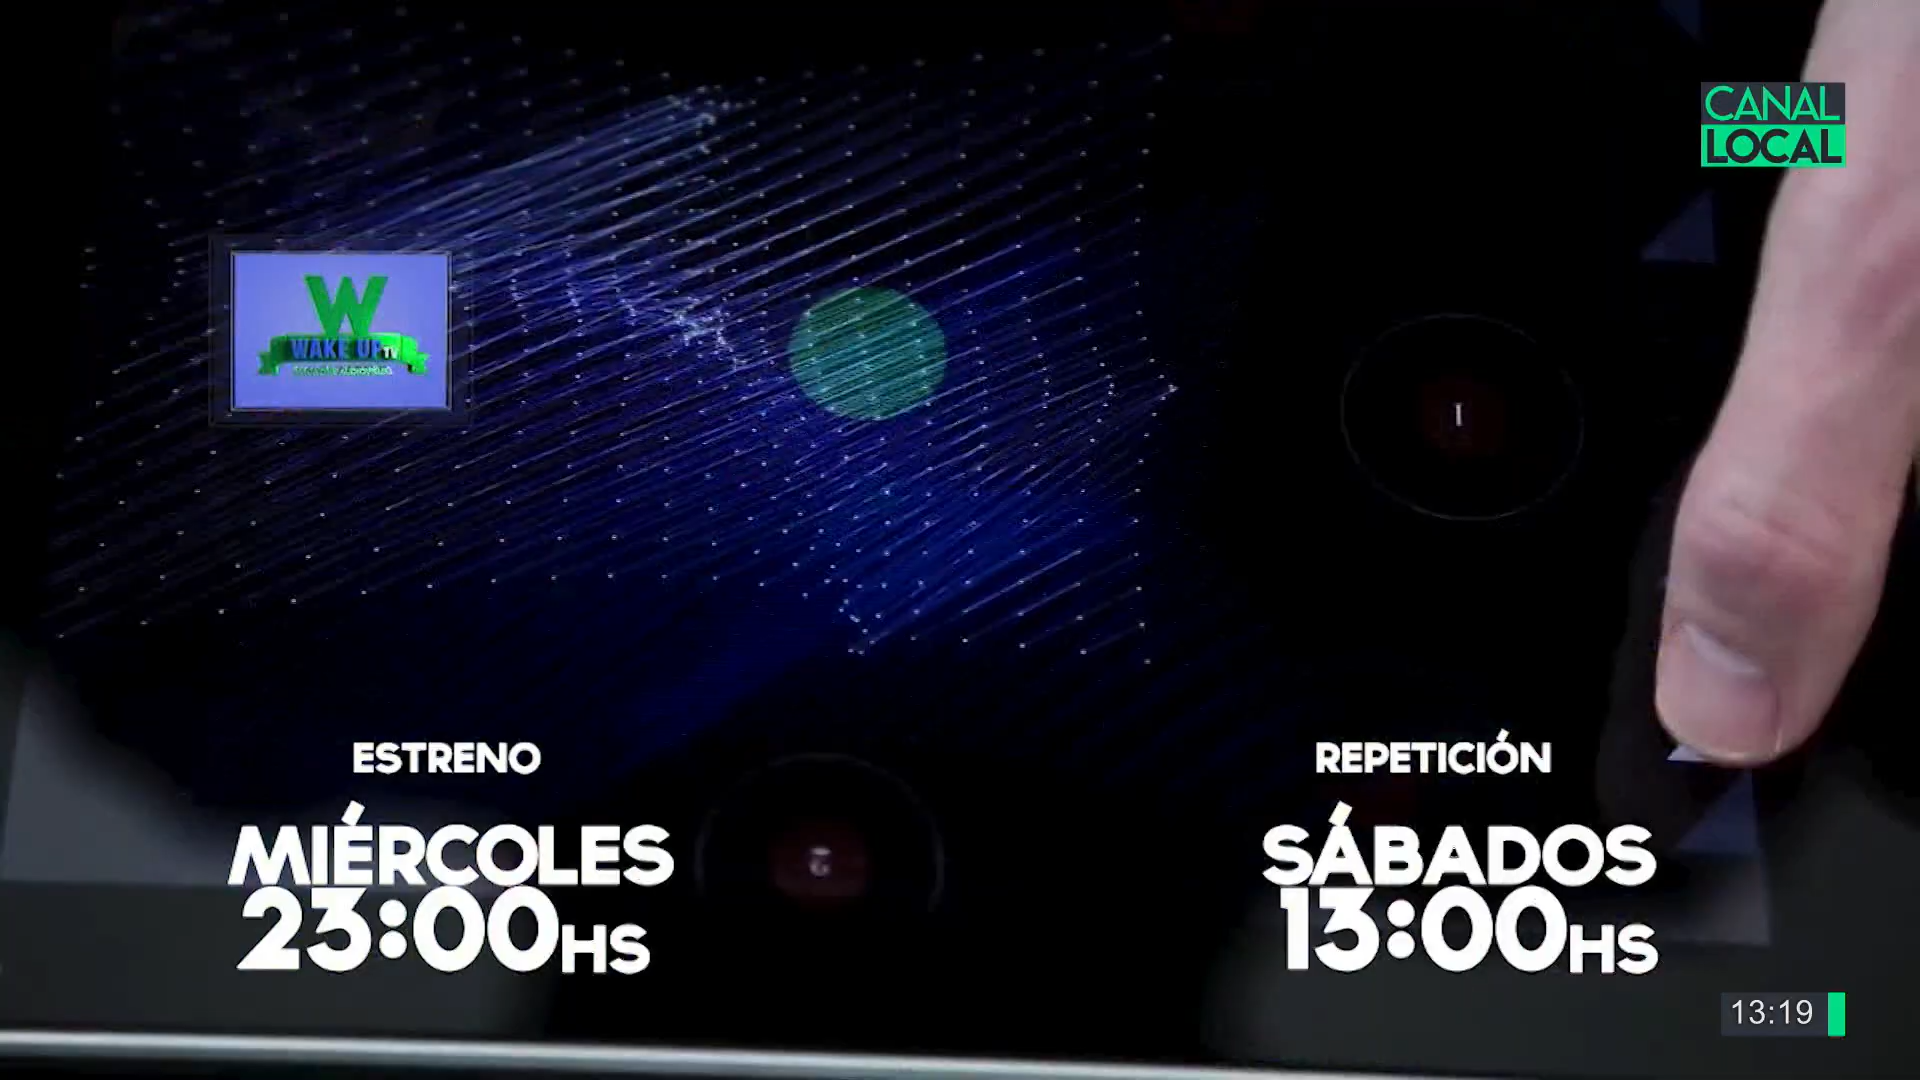 CANAL
LOCAL
W
WAKE UP TV
ESTRENO
MIÉRCOLES
23:00HS
REPETICIÓN
SÁBADOS
13:00HS
13:19